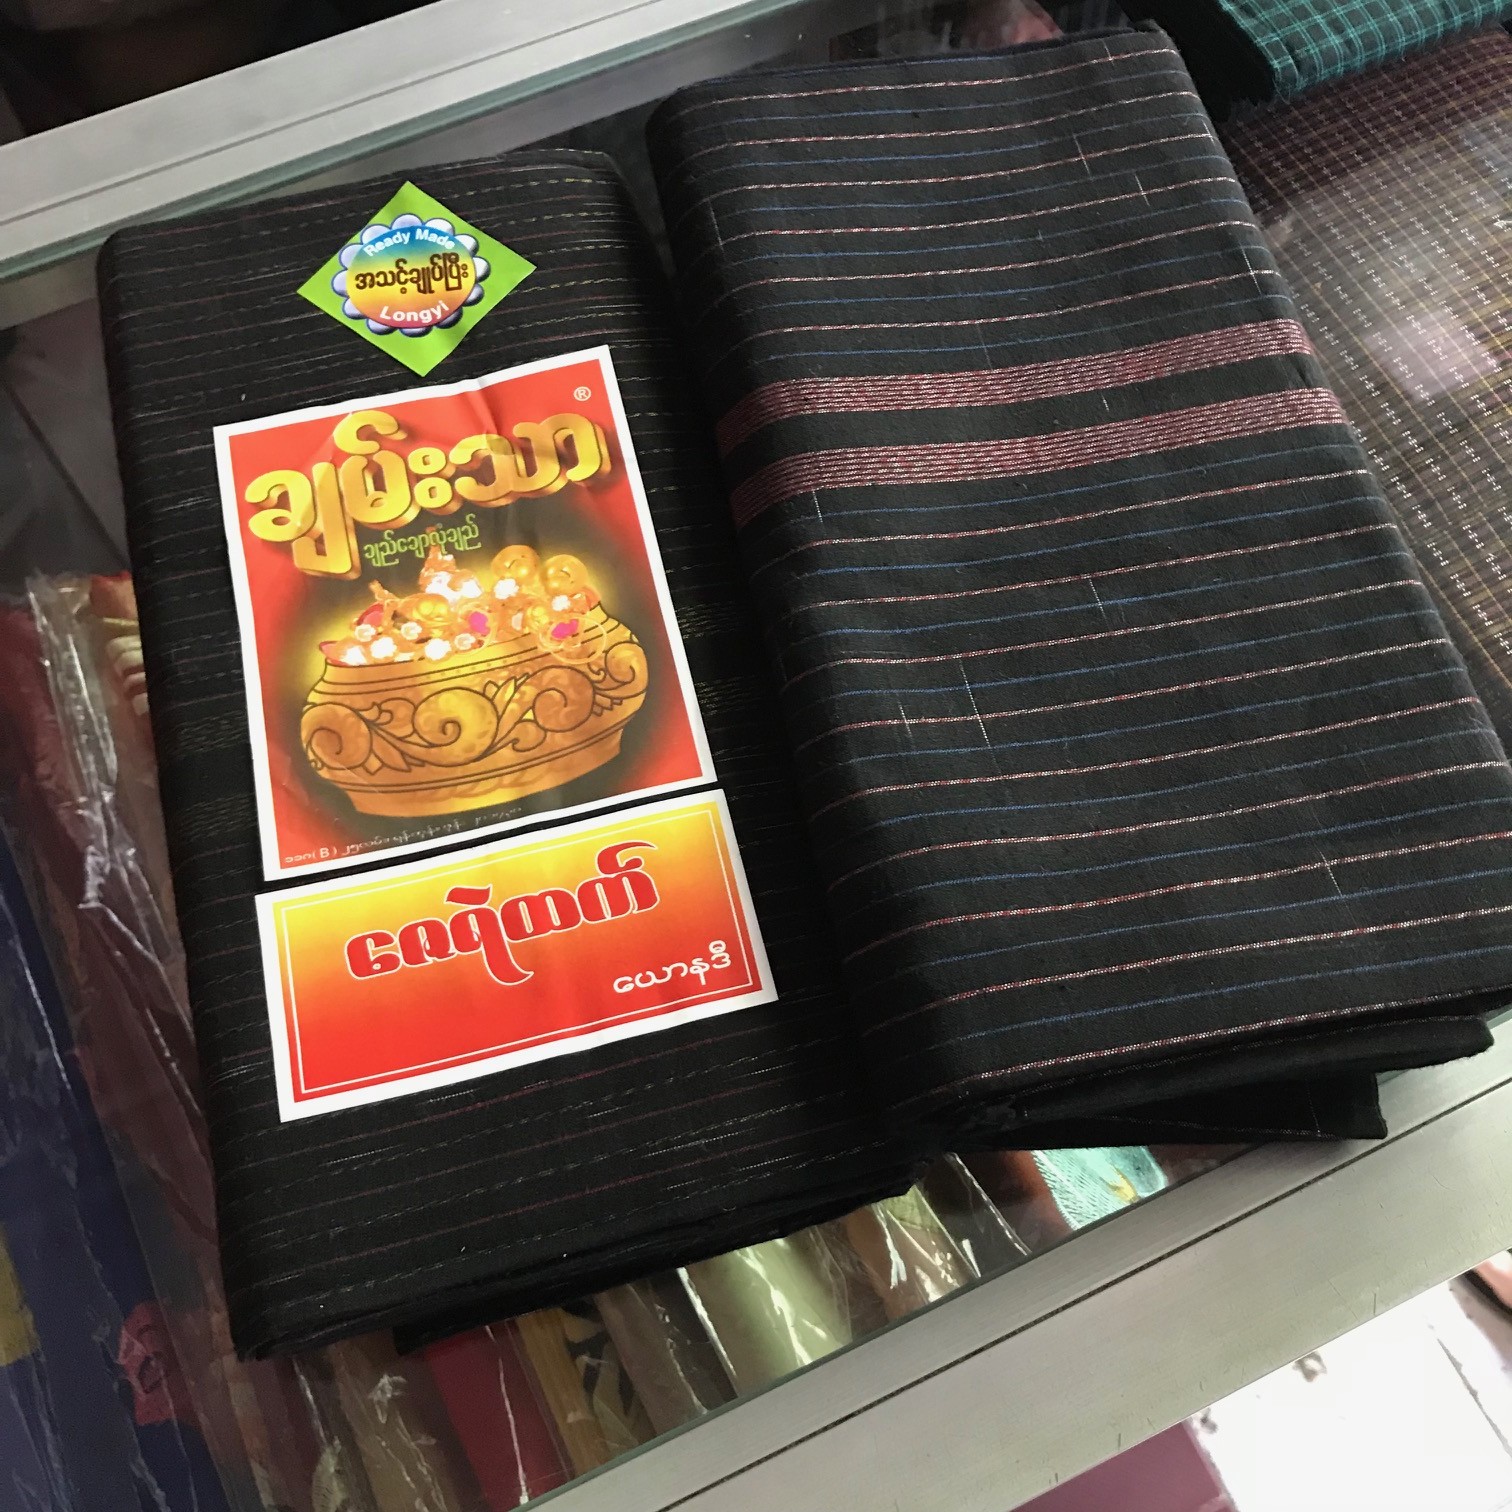 Ready Made
အသင့်ချုပ်ပြီး
Longyi
®
ချမ်းသာ
ချည်ချောလုံချည်
ဇေ့ရဲထက်
ယောနဒီ